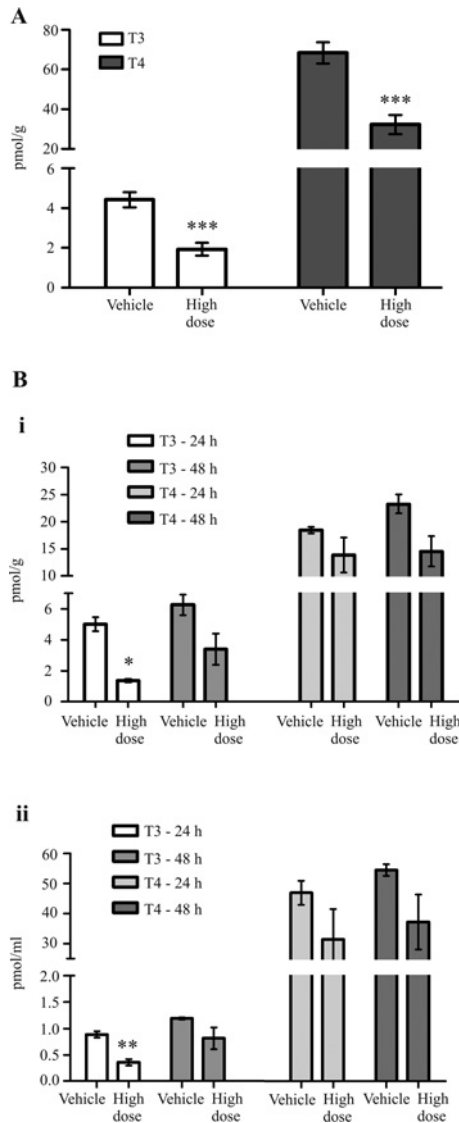 A
T3
T4
pmol/g
80
60
40
20
6
4
2
0
***
***
Vehicle High dose Vehicle High dose
B
i
T3 - 24 h
T3 - 48 h
T4 - 24 h
T4 - 48 h
pmol/g
30
25
20
15
10
6
4
2
0
*
Vehicle High dose Vehicle High dose Vehicle High dose Vehicle High dose
ii
T3 - 24 h
T3 - 48 h
T4 - 24 h
T4 - 48 h
pmol/ml
60
50
40
30
2.0
1.5
1.0
0.5
0.0
**
Vehicle High dose Vehicle High dose Vehicle High dose Vehicle High dose